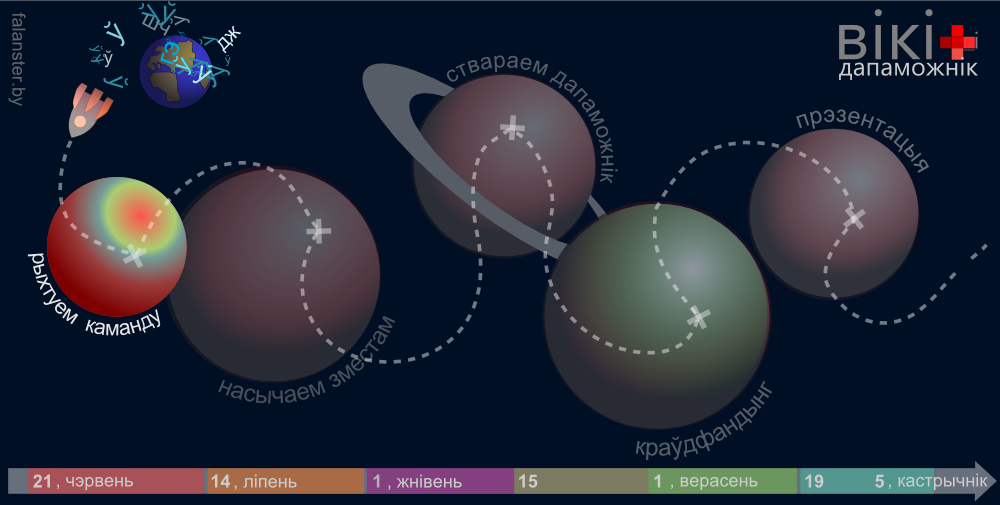 falanster.by
ў
ў
ў
Дж
ВІКІ
дапаможнік
рыхтуем каманду
насычаем зместам
ствараем дапаможнік
краўдфандынг
прэзентацыя
21, чэрвень
14, ліпень
1, жнівень
15
1, верасень
19
5, кастрычнік